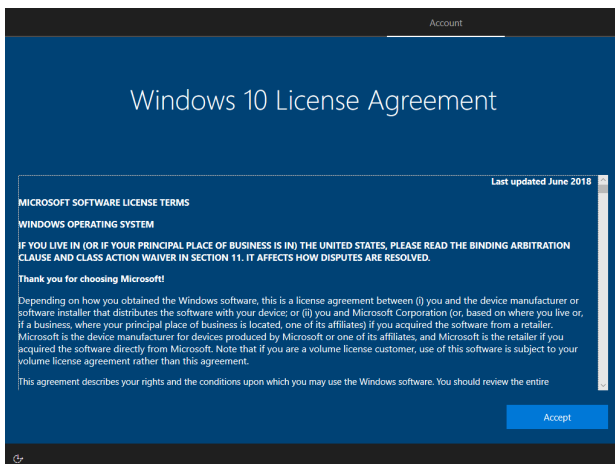 Account
Windows 10 License Agreement
Last updated June 2018
MICROSOFT SOFTWARE LICENSE TERMS
WINDOWS OPERATING SYSTEM
IF YOU LIVE IN (OR IF YOUR PRINCIPAL PLACE OF BUSINESS IS IN) THE UNITED STATES, PLEASE READ THE BINDING ARBITRATION
CLAUSE AND CLASS ACTION WAIVER IN SECTION 11. IT AFFECTS HOW DISPUTES ARE RESOLVED.
Thank you for choosing Microsoft!
Depending on how you obtained the Windows software, this is a license agreement between (i) you and the device manufacturer or
software installer that distributes the software with your device; or (ii) you and Microsoft Corporation (or, based on where you live or,
if a business, where your principal place of business is located, one of its affiliates) if you acquired the software from a retailer.
Microsoft is the device manufacturer for devices produced by Microsoft or one of its affiliates, and Microsoft is the retailer if you
acquired the software directly from Microsoft. Note that if you are a volume license customer, use of this software is subject to your
volume license agreement rather than this agreement.
This agreement describes your rights and the conditions upon which you may use the Windows software. You should review the entire
Accept